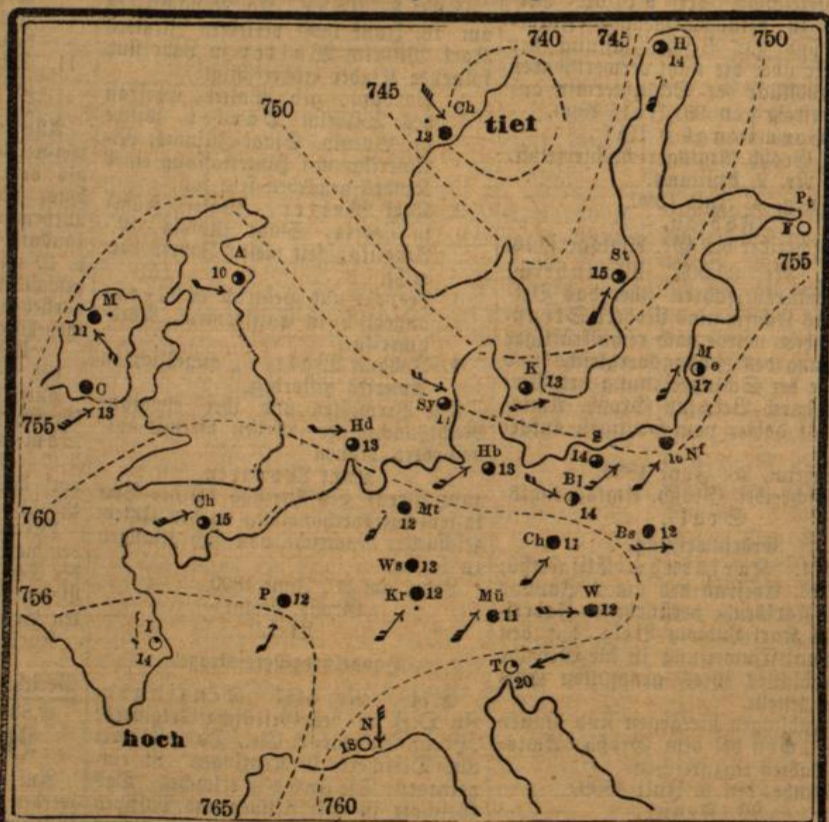 740 745 750
745
750
H
14
Ch
12
tief
Pt
St
15
755
A
10
M
11
C
13
755
K
13
M
17
Sy
Hd
13
S
14
Nf
Hb
13
Bl
14
760
Ch
15
Mt
12
Bs 12
Ch 11
Ws 13
756
P 12
Kr 12
Mü
11
W
12
I
14
T
20
hoch
N
18
765
760